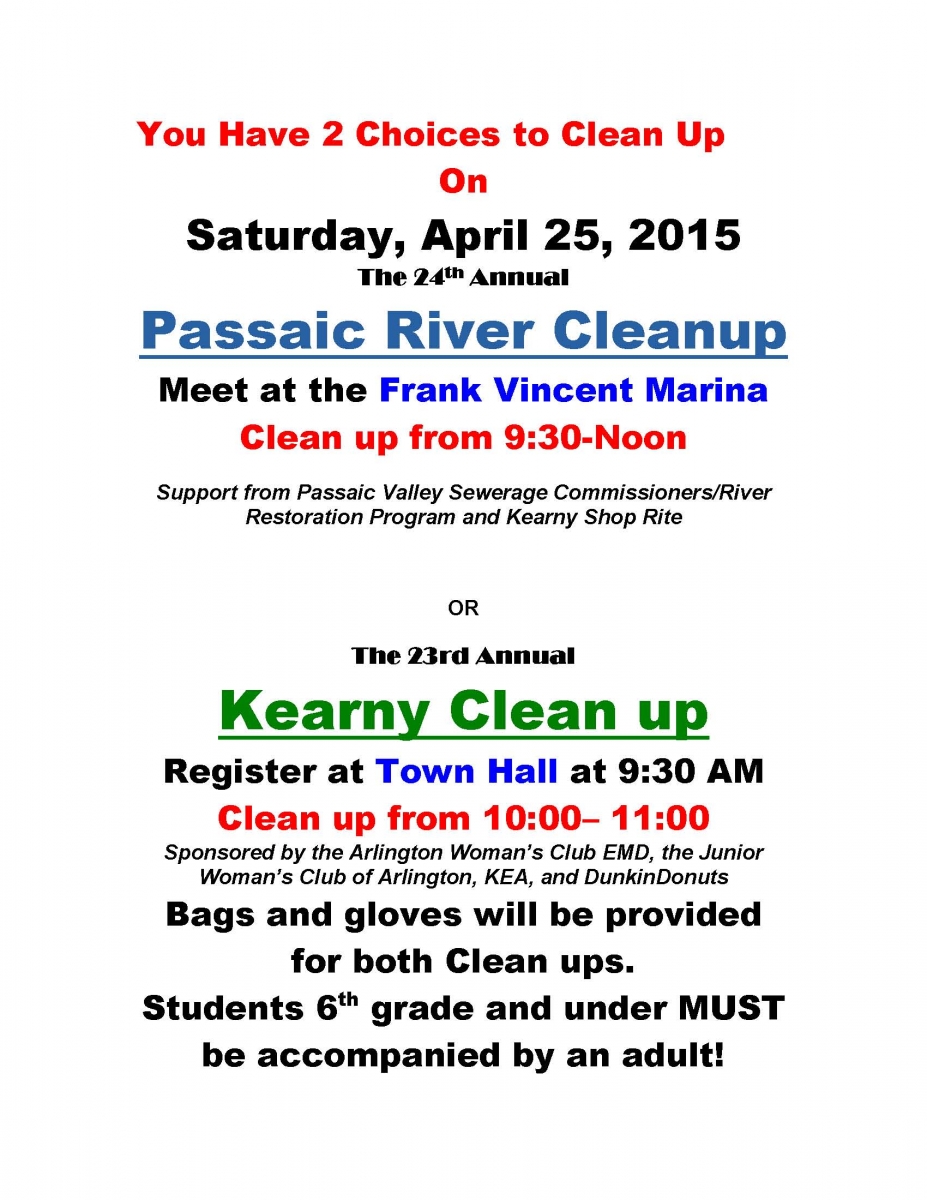 You Have 2 Choices to Clean Up
On
Saturday, April 25, 2015
The 24th Annual
Passaic River Cleanup
Meet at the Frank Vincent Marina
Clean up from 9:30-Noon
Support from Passaic Valley Sewerage Commissioners/River
Restoration Program and Kearny Shop Rite
OR
The 23rd Annual
Kearny Clean up
Register at Town Hall at 9:30 AM
Clean up from 10:00– 11:00
Sponsored by the Arlington Woman's Club EMD, the Junior
Woman's Club of Arlington, KEA, and DunkinDonuts
Bags and gloves will be provided
for both Clean ups.
Students 6th grade and under MUST
be accompanied by an adult!